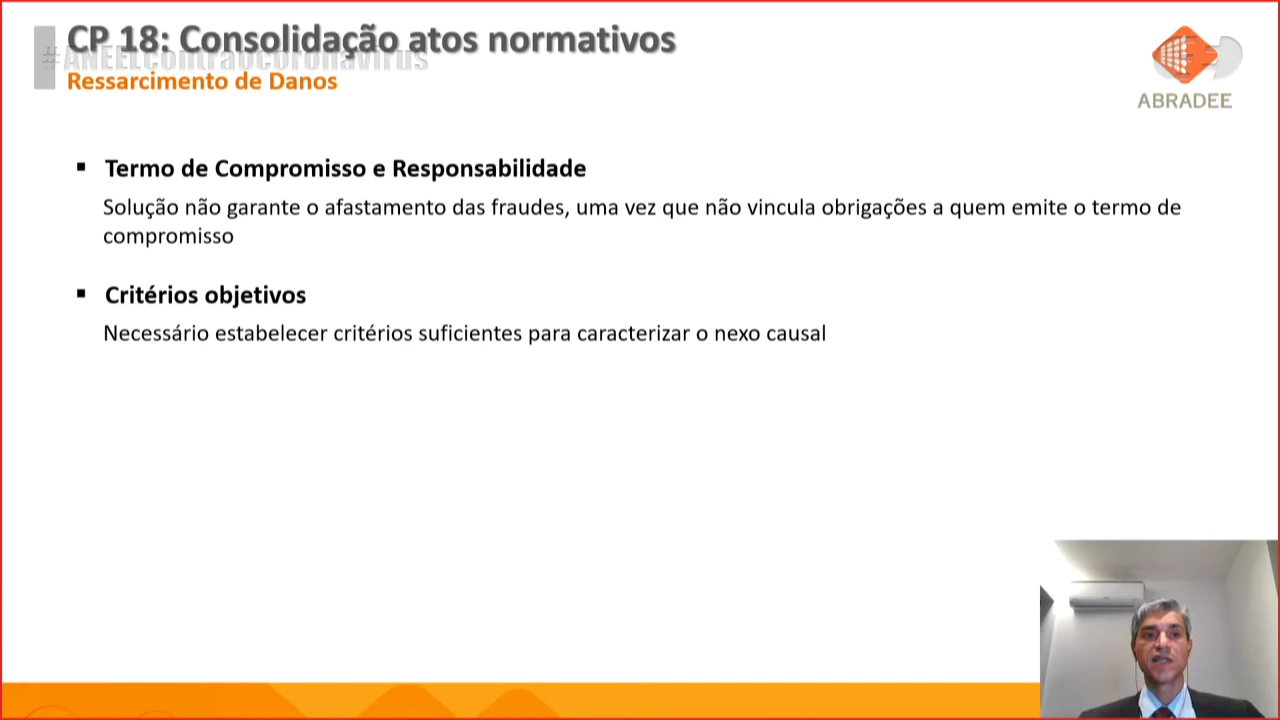 CP 18: Consolidação atos normativos
#ANEELcontraocoronavírus
Ressarcimento de Danos
ABRADEE
▪ Termo de Compromisso e Responsabilidade
Solução não garante o afastamento das fraudes, uma vez que não vincula obrigações a quem emite o termo de
compromisso
▪ Critérios objetivos
Necessário estabelecer critérios suficientes para caracterizar o nexo causal